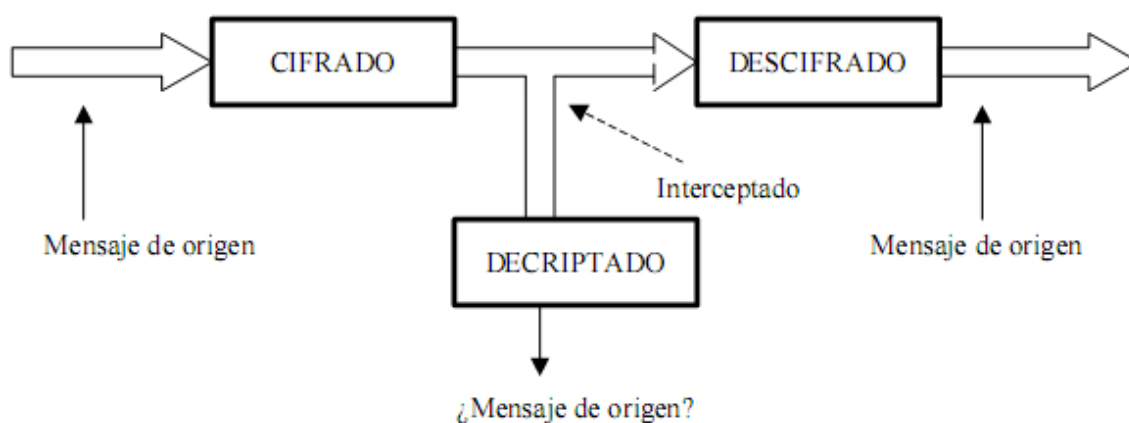 CIFRADO
DESCIFRADO
Interceptado
Mensaje de origen
Mensaje de origen
DECRIPTADO
¿Mensaje de origen?